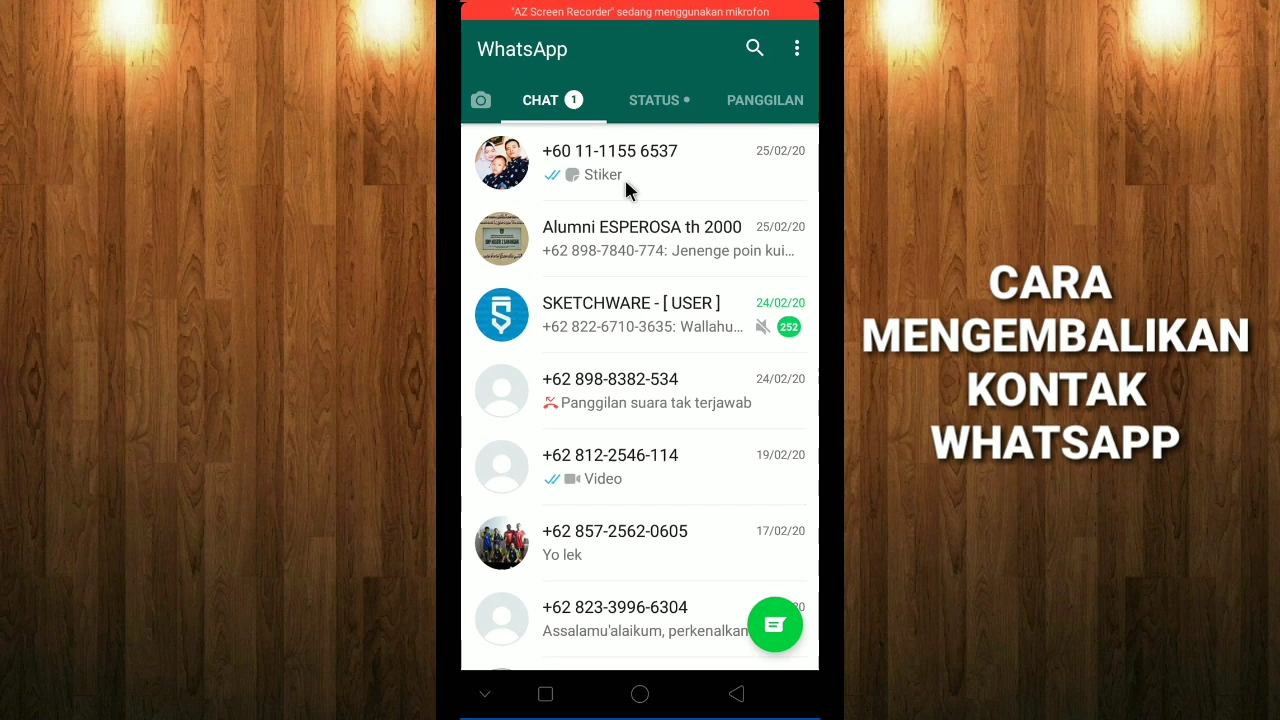 "AZ Screen Recorder" sedang menggunakan mikrofon
WhatsApp
CHAT 1 STATUS PANGGILAN
+60 11-1155 6537 25/02/20
Stiker
Alumni ESPEROSA th 2000 25/02/20
+62 898-7840-774: Jenenge poin kui...
SKETCHWARE - [ USER ] 24/02/20
+62 822-6710-3635: Wallahu... 252
+62 898-8382-534 24/02/20
Panggilan suara tak terjawab
+62 812-2546-114 19/02/20
Video
+62 857-2562-0605 17/02/20
Yo lek
+62 823-3996-6304
Assalamu'alaikum, perkenalkan
CARA
MENGEMBALIKAN
KONTAK
WHATSAPP